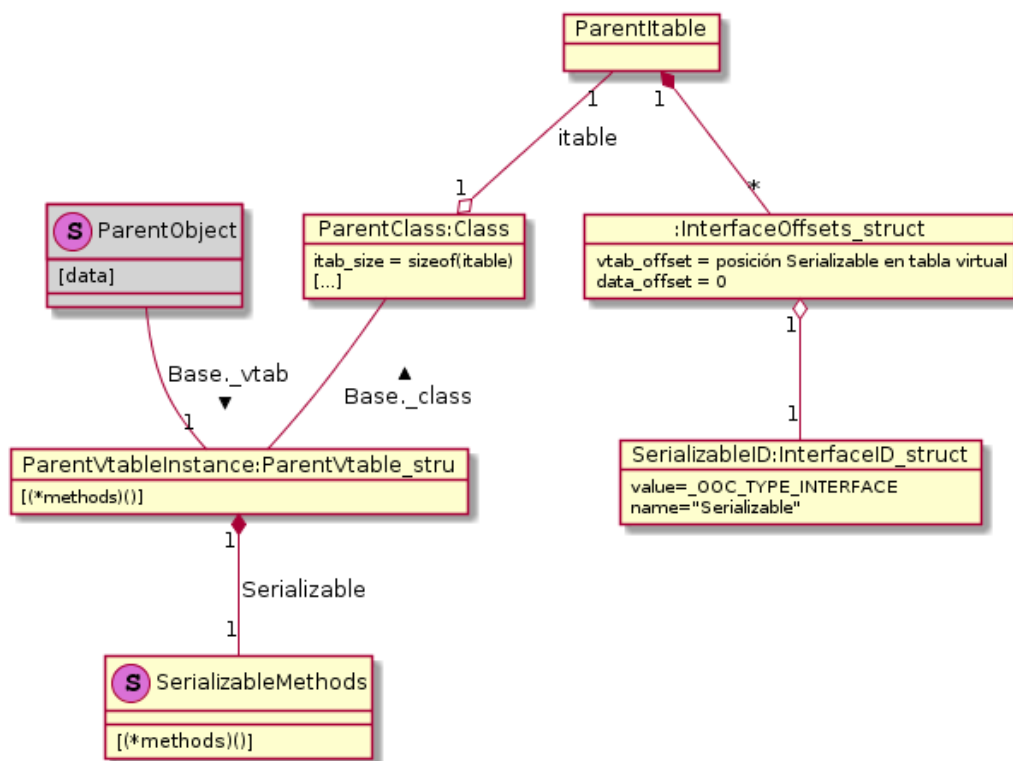 ParentItable
1
1
itable
1
*
S ParentObject
[data]
ParentClass:Class
itab_size = sizeof(itable)
[...]
:InterfaceOffsets_struct
vtab_offset = posición Serializable en tabla virtual
data_offset = 0
1
Base._vtab
▼
1
▲
Base._class
1
ParentVtableInstance:ParentVtable_stru
[(*methods)()]
SerializableID:InterfaceID_struct
value=_OOC_TYPE_INTERFACE
name="Serializable"
1
Serializable
1
S SerializableMethods
[(*methods)()]